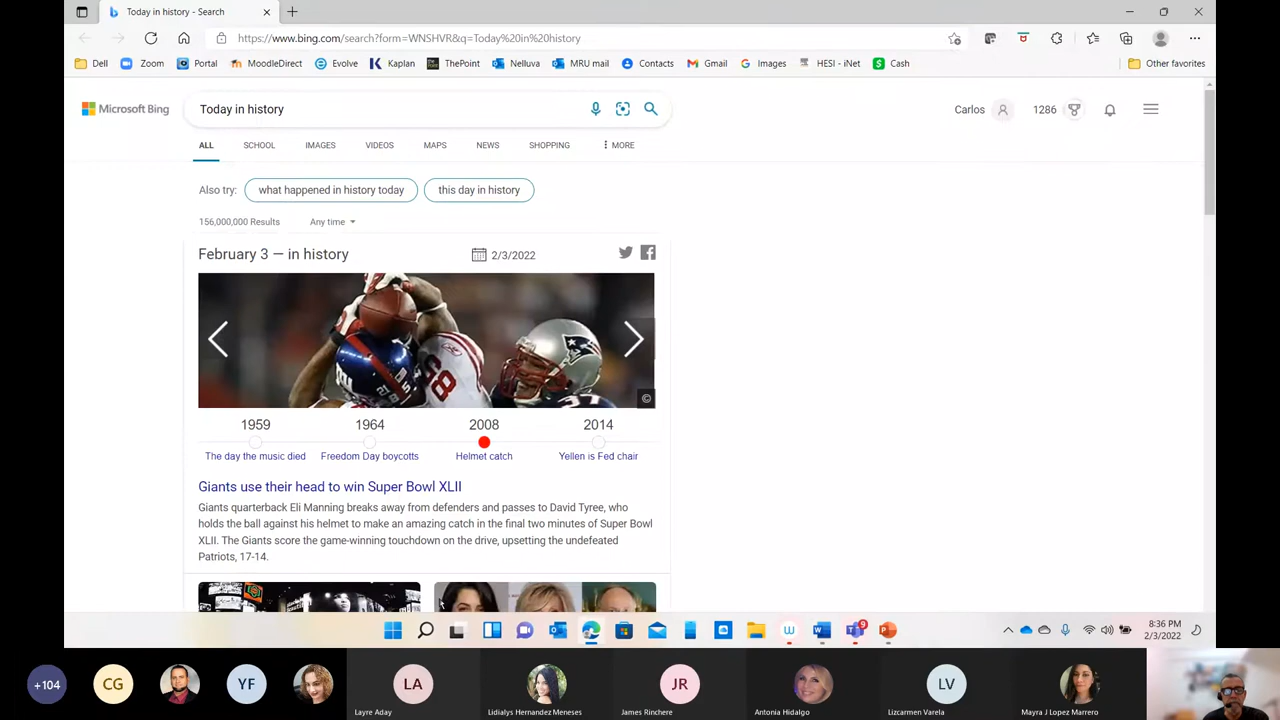 Today in history - Search
https://www.bing.com/search?form=WNSHVR&q=Today%20in%20history
Dell Zoom Portal MoodleDirect Evolve Kaplan ThePoint Nelluva MRU mail Contacts Gmail Images HESI - iNet Cash Other favorites
Microsoft Bing Today in history Carlos 1286
ALL SCHOOL IMAGES VIDEOS MAPS NEWS SHOPPING MORE
Also try: what happened in history today this day in history
156,000,000 Results Any time
February 3 — in history 2/3/2022
©
1959 1964 2008 2014
The day the music died Freedom Day boycotts Helmet catch Yellen is Fed chair
Giants use their head to win Super Bowl XLII
Giants quarterback Eli Manning breaks away from defenders and passes to David Tyree, who
holds the ball against his helmet to make an amazing catch in the final two minutes of Super Bowl
XLII. The Giants score the game-winning touchdown on the drive, upsetting the undefeated
Patriots, 17-14.
9
8:36 PM
2/3/2022
+104 CG YF LA JR LV
Layre Aday Lidialys Hernandez Meneses James Rinchere Antonia Hidalgo Lizcarmen Varela Mayra J Lopez Marrero